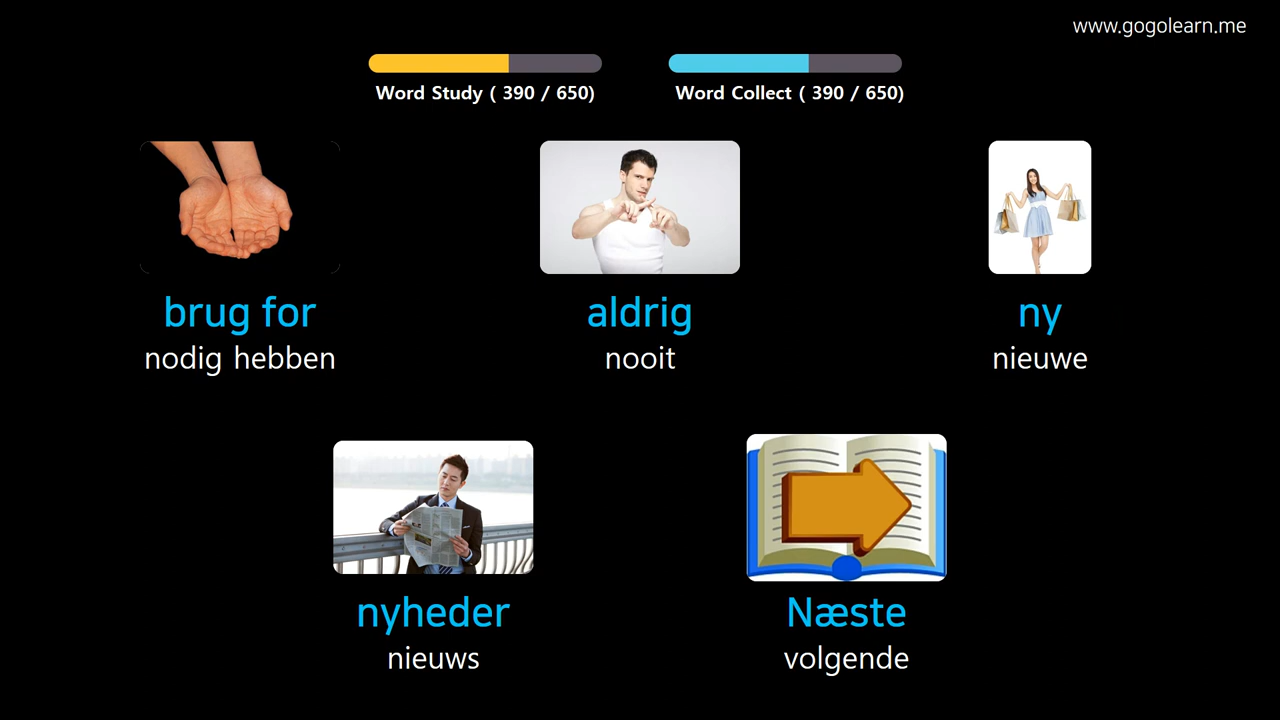 www.gogolearn.me
Word Study ( 390 / 650)
Word Collect ( 390 / 650)
brug for
nodig hebben
aldrig
nooit
ny
nieuwe
nyheder
nieuws
Næste
volgende